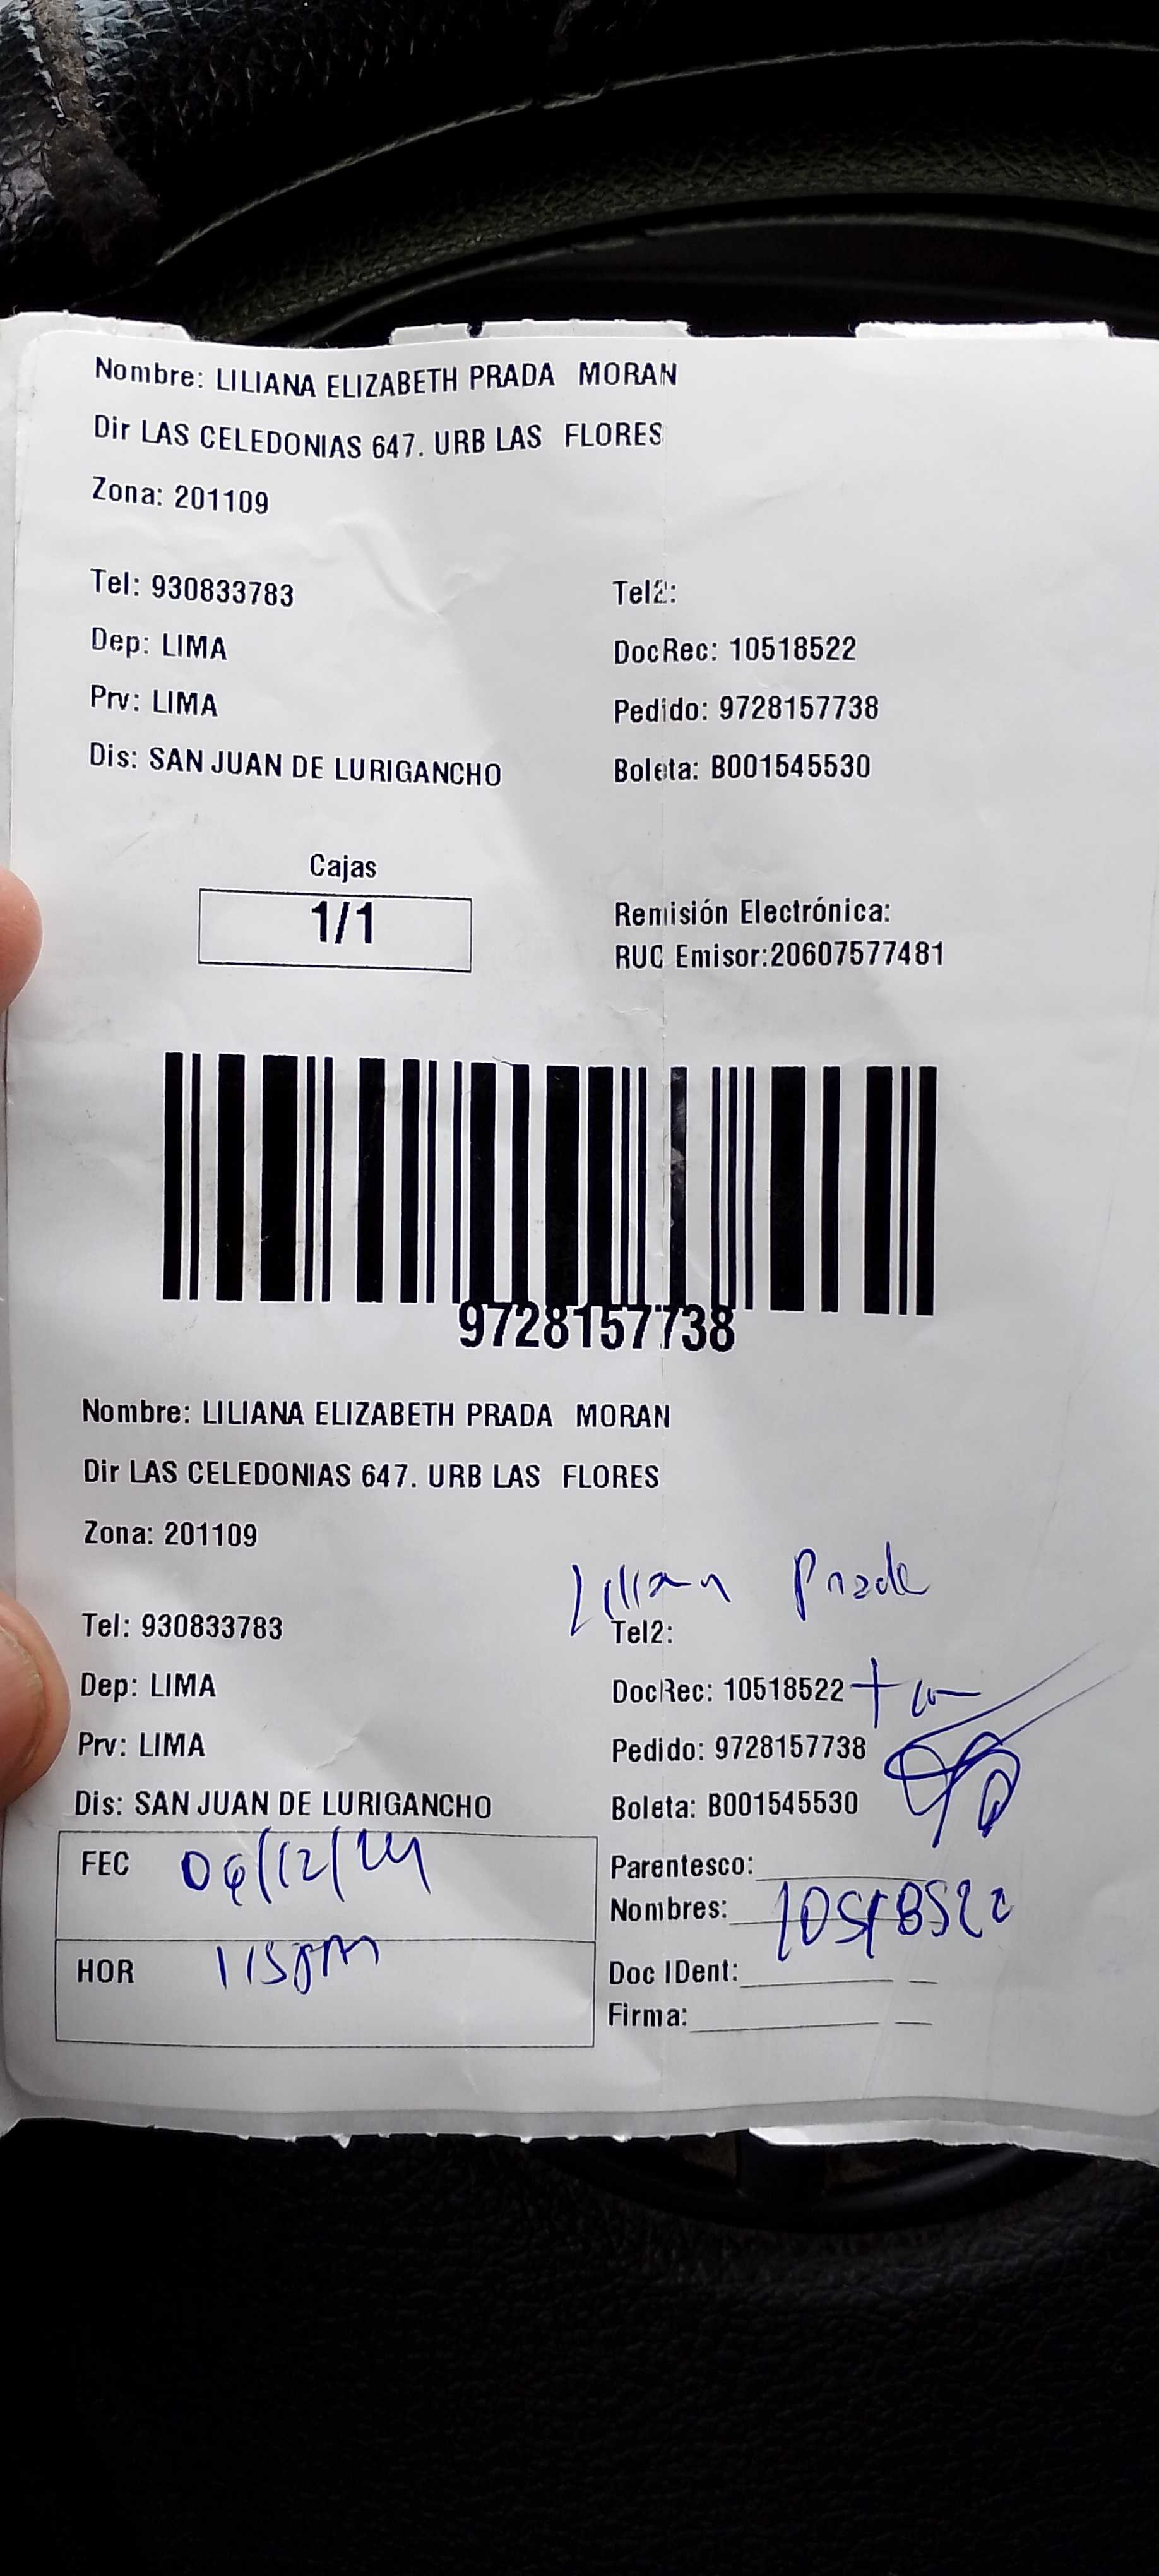 Nombre: LILIANA ELIZABETH PRADA MORAN
Dir LAS CELEDONIAS 647. URB LAS FLORES
Zona: 201109
Tel: 930833783 Tel2:
Dep: LIMA DocRec: 10518522
Prv: LIMA Pedido: 9728157738
Dis: SAN JUAN DE LURIGANCHO Boleta: B001545530
Cajas
1/1
Remisión Electrónica:
RUC Emisor:20607577481
9728157738
Nombre: LILIANA ELIZABETH PRADA MORAN
Dir LAS CELEDONIAS 647. URB LAS FLORES
Zona: 201109
Lilian Prada
Tel: 930833783 Tel2:
Dep: LIMA DocRec: 10518522
Prv: LIMA Pedido: 9728157738
Dis: SAN JUAN DE LURIGANCHO Boleta: B001545530
FEC Parentesco:
Nombres: 10518522
HOR 115pm Doc IDent:
Firma: